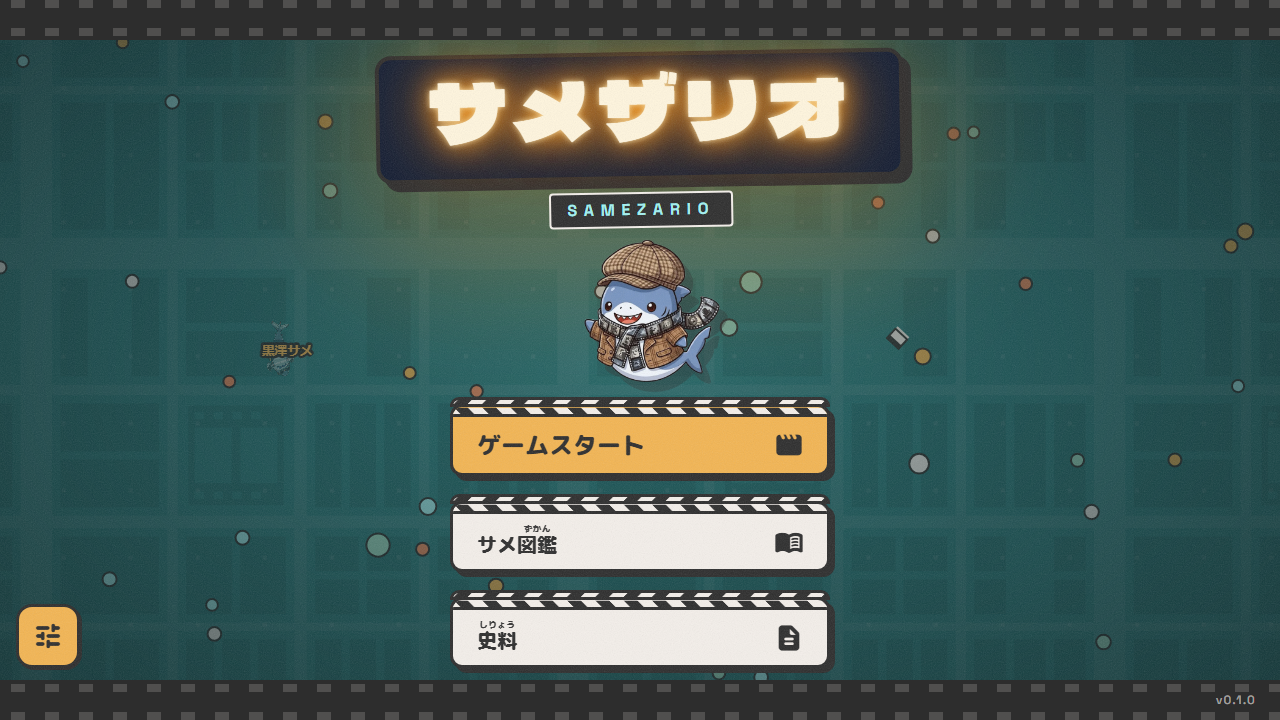 サメザリオ
SAMEZARIO
黒澤サメ
ゲームスタート
ずかん
サメ図鑑
しりょう
史料
v0.1.0